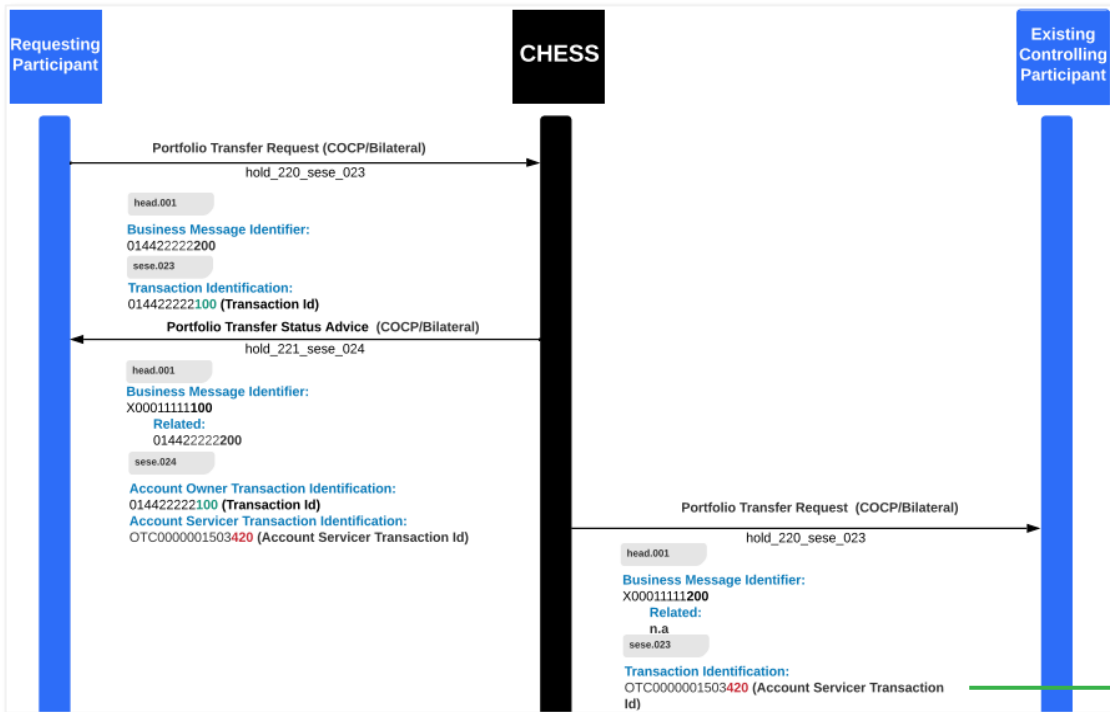 Requesting
Participant
CHESS
Existing
Controlling
Participant
Portfolio Transfer Request (COCP/Bilateral)
hold_220_sese_023
head.001
Business Message Identifier:
014422222200
sese.023
Transaction Identification:
014422222100 (Transaction Id)
Portfolio Transfer Status Advice (COCP/Bilateral)
hold_221_sese_024
head.001
Business Message Identifier:
X00011111100
Related:
014422222200
sese.024
Account Owner Transaction Identification:
014422222100 (Transaction Id)
Account Servicer Transaction Identification:
OTC0000001503420 (Account Servicer Transaction Id)
Portfolio Transfer Request (COCP/Bilateral)
hold_220_sese_023
head.001
Business Message Identifier:
X00011111200
Related:
n.a
sese.023
Transaction Identification:
OTC0000001503420 (Account Servicer Transaction
Id)